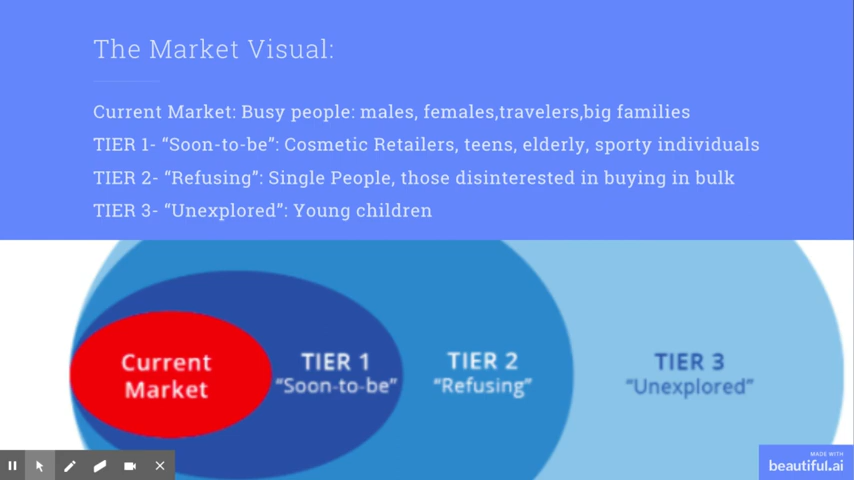 The Market Visual:
Current Market: Busy people: males, females,travelers,big families
TIER 1- “Soon-to-be”: Cosmetic Retailers, teens, elderly, sporty individuals
TIER 2- “Refusing”: Single People, those disinterested in buying in bulk
TIER 3- “Unexplored”: Young children
Current
Market
TIER 1
“Soon-to-be”
TIER 2
“Refusing”
TIER 3
“Unexplored”
MADE WITH
beautiful.ai